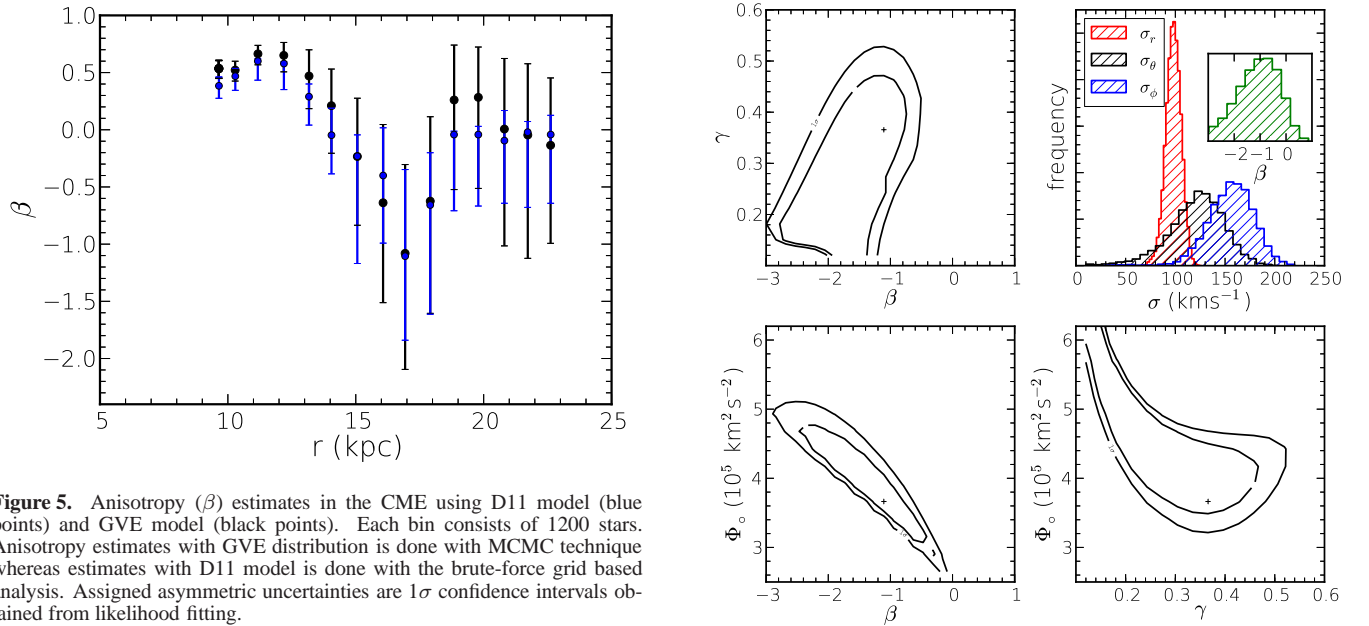 1.0
0.5
0.0
−0.5
−1.0
−1.5
−2.0
β
5 10 15 20 25
r (kpc)
Figure 5. Anisotropy (β) estimates in the CME using D11 model (blue
points) and GVE model (black points). Each bin consists of 1200 stars.
Anisotropy estimates with GVE distribution is done with MCMC technique
whereas estimates with D11 model is done with the brute-force grid based
analysis. Assigned asymmetric uncertainties are 1σ confidence intervals ob-
tained from likelihood fitting.
0.6
0.5
0.4
0.3
0.2
γ
1σ
−3 −2 −1 0 1
β
σr
σθ
σϕ
frequency
−2 −1 0
β
0 50 100 150 200 250
σ (kms⁻¹)
6
5
4
3
Φ∘ (10⁵ km² s⁻²)
1σ
−3 −2 −1 0 1
β
6
5
4
3
Φ∘ (10⁵ km² s⁻²)
1σ
0.2 0.3 0.4 0.5 0.6
γ